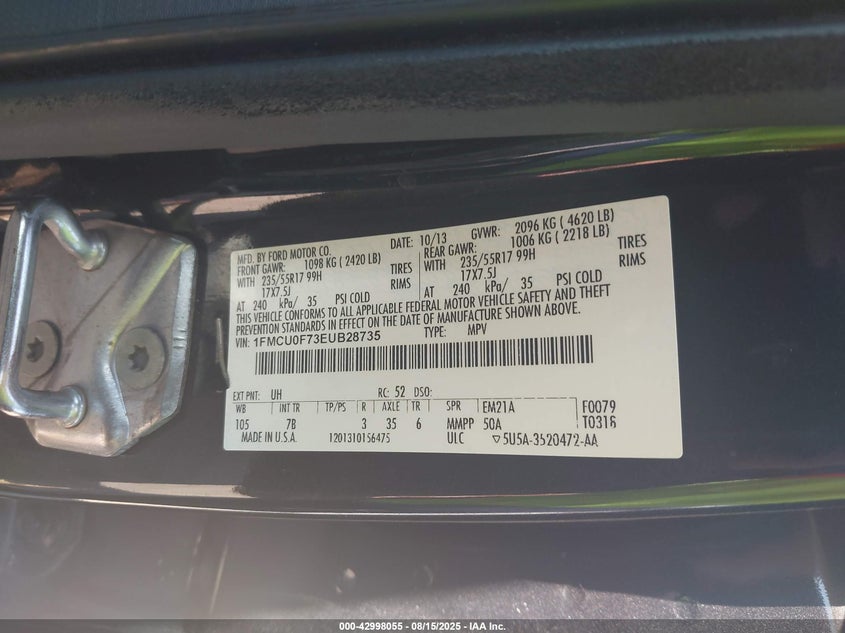 MFD. BY FORD MOTOR CO. DATE: 10/13 GVWR: 2096 KG ( 4620 LB)
FRONT GAWR: 1098 KG ( 2420 LB) REAR GAWR: 1006 KG ( 2218 LB)
WITH 235/55R17 99H TIRES WITH 235/55R17 99H TIRES
17X7.5J RIMS 17X7.5J RIMS
AT 240 kPa/ 35 PSI COLD AT 240 kPa/ 35 PSI COLD
THIS VEHICLE CONFORMS TO ALL APPLICABLE FEDERAL MOTOR VEHICLE SAFETY AND THEFT
PREVENTION STANDARDS IN EFFECT ON THE DATE OF MANUFACTURE SHOWN ABOVE.
VIN: 1FMCU0F73EUB28735 TYPE: MPV
EXT PNT: UH RC: 52 DSO:
WB INT TR TP/PS R AXLE TR SPR EM21A F0079
105 7B 3 35 6 MMPP 50A T0316
MADE IN U.S.A. 1201310156475 ULC ▽5U5A-3520472-AA
000-42998055 - 08/15/2025 - IAA Inc.